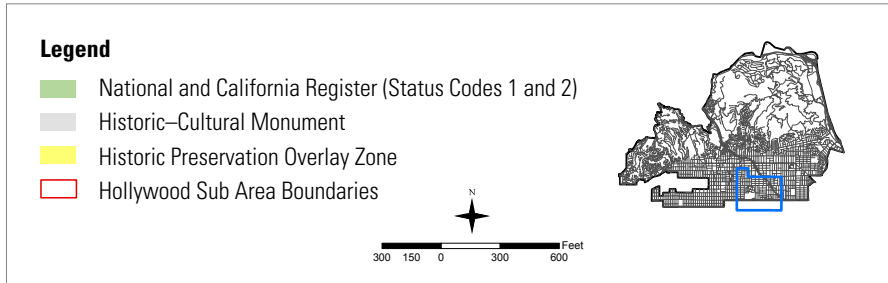 Legend
National and California Register (Status Codes 1 and 2)
Historic–Cultural Monument
Historic Preservation Overlay Zone
Hollywood Sub Area Boundaries
N
Feet
300 150 0 300 600